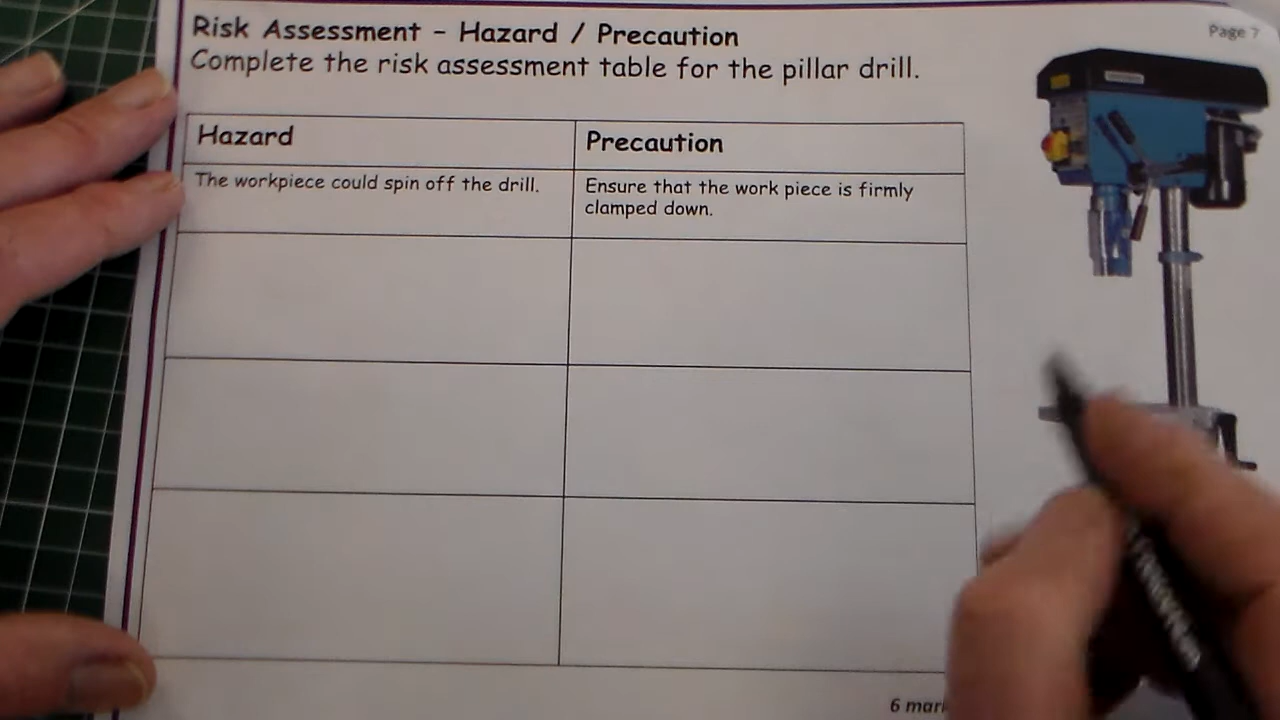 Page 7
Risk Assessment - Hazard / Precaution
Complete the risk assessment table for the pillar drill.
Hazard
Precaution
The workpiece could spin off the drill.
Ensure that the work piece is firmly
clamped down.
6